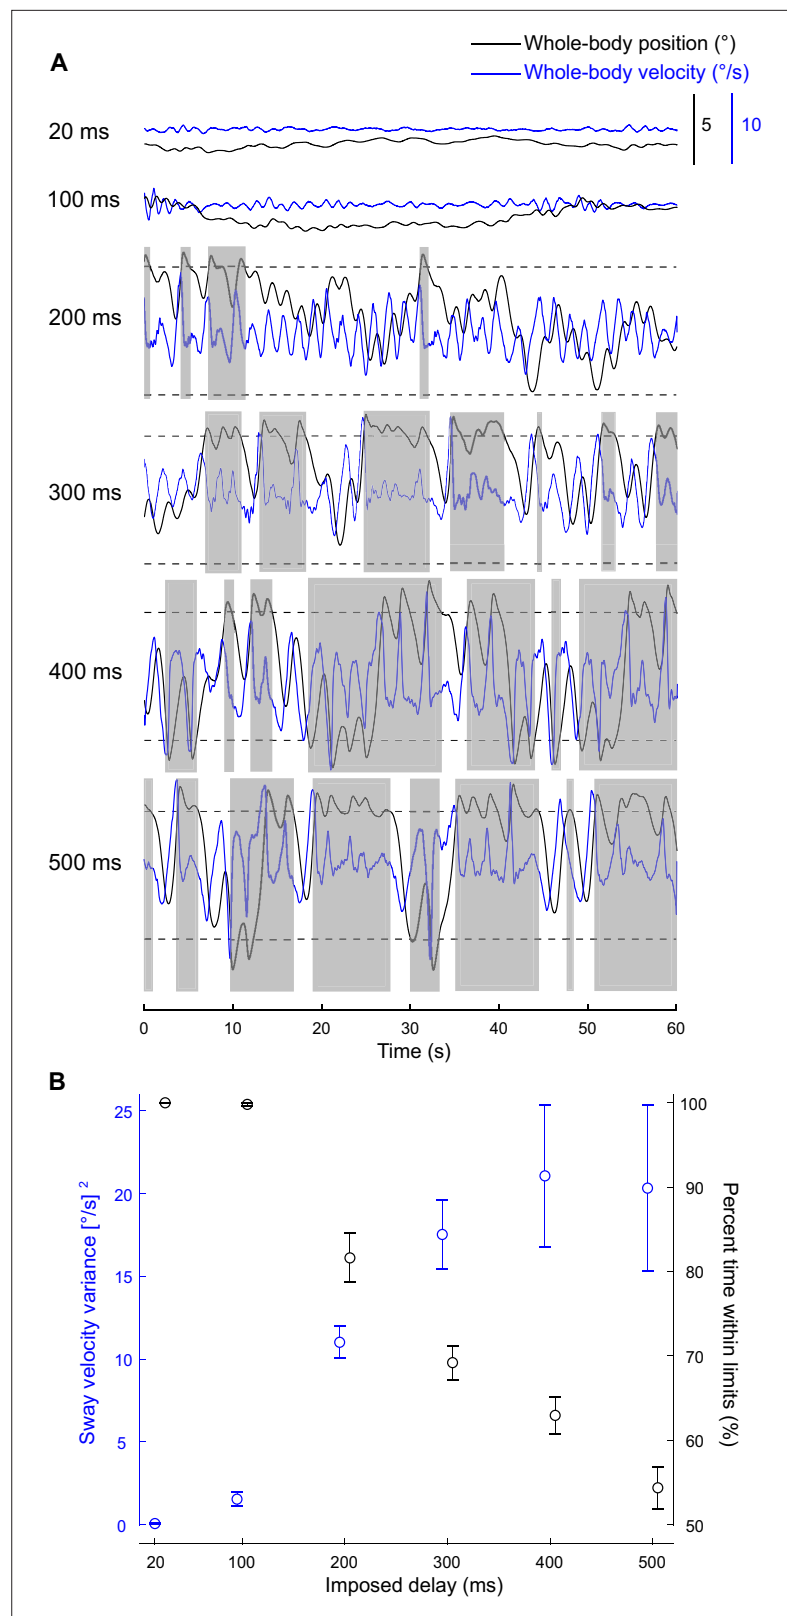 A
Whole-body position (°)
Whole-body velocity (°/s)
5
10
20 ms
100 ms
200 ms
300 ms
400 ms
500 ms
0 10 20 30 40 50 60
Time (s)
B
25
20
15
10
5
0
Sway velocity variance [°/s] 2
100
90
80
70
60
50
Percent time within limits (%)
20 100 200 300 400 500
Imposed delay (ms)